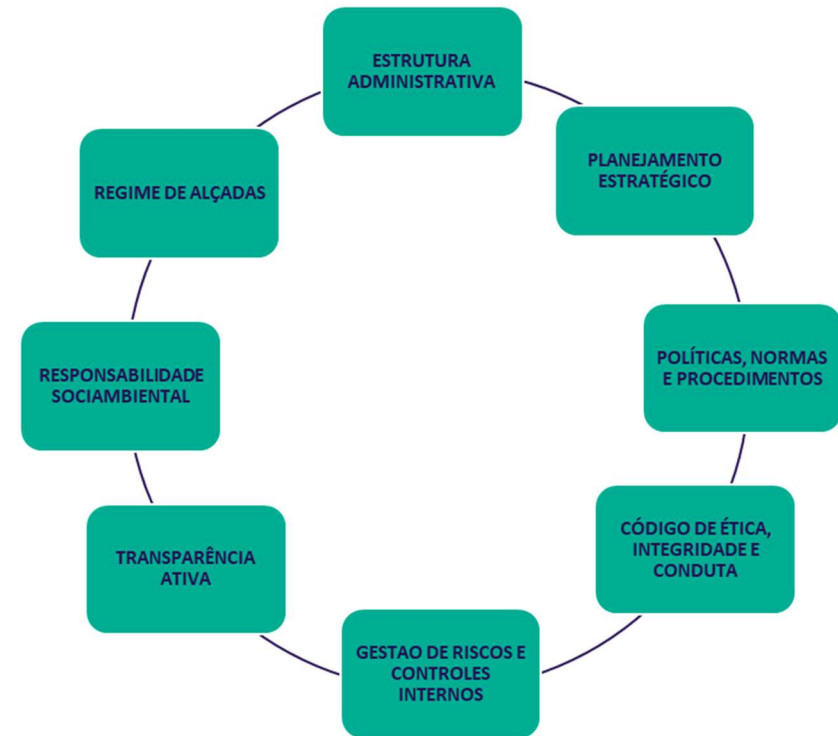 ESTRUTURA
ADMINISTRATIVA
PLANEJAMENTO
ESTRATÉGICO
POLÍTICAS, NORMAS
E PROCEDIMENTOS
CÓDIGO DE ÉTICA,
INTEGRIDADE E
CONDUTA
GESTAO DE RISCOS E
CONTROLES
INTERNOS
TRANSPARÊNCIA
ATIVA
RESPONSABILIDADE
SOCIAMBIENTAL
REGIME DE ALÇADAS